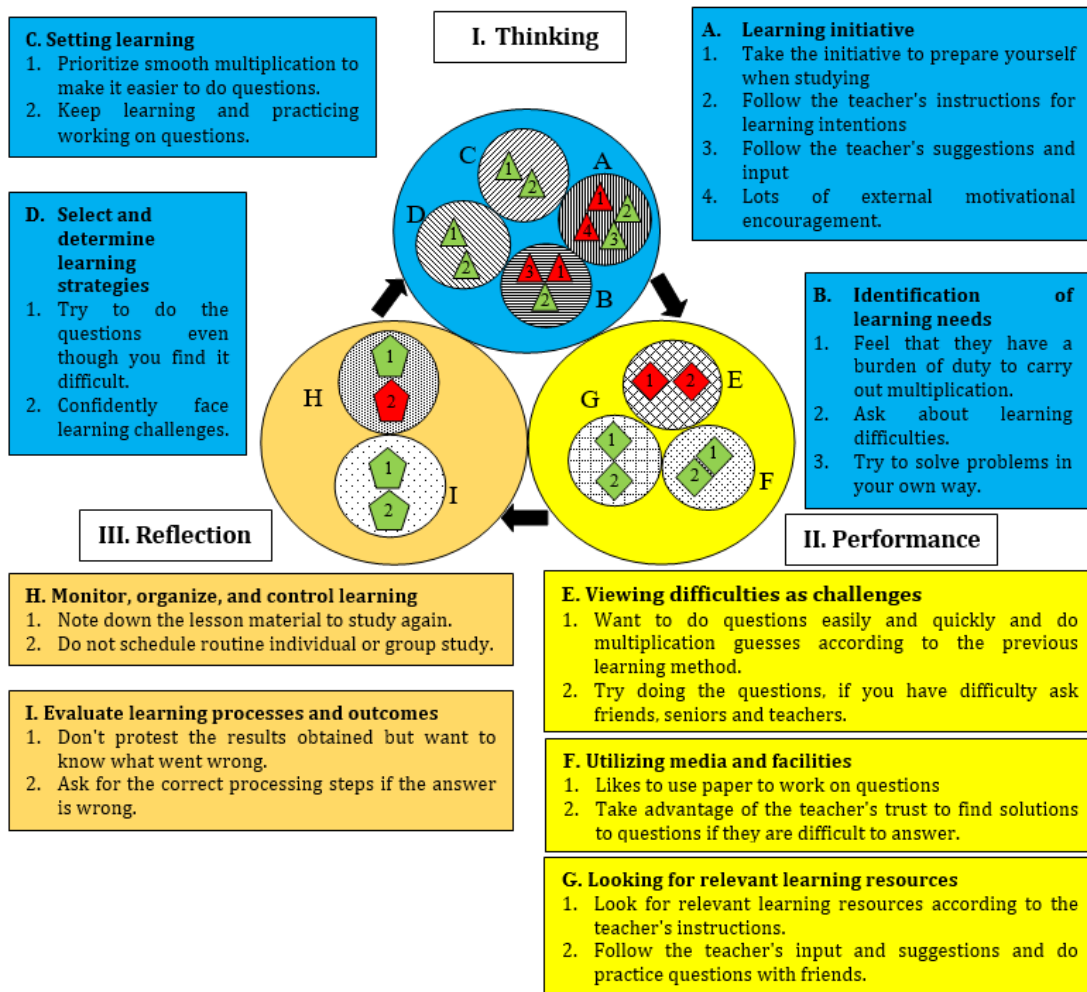 I. Thinking
C. Setting learning
1. Prioritize smooth multiplication to
make it easier to do questions.
2. Keep learning and practicing
working on questions.
A. Learning initiative
1. Take the initiative to prepare yourself
when studying
2. Follow the teacher's instructions for
learning intentions
3. Follow the teacher's suggestions and
input
4. Lots of external motivational
encouragement.
D. Select and
determine
learning
strategies
1. Try to do the
questions even
though you find it
difficult.
2. Confidently face
learning challenges.
B. Identification of
learning needs
1. Feel that they have a
burden of duty to carry
out multiplication.
2. Ask about learning
difficulties.
3. Try to solve problems in
your own way.
C
1
2
A
1
2
4
3
D
1
2
3
1
2
B
H
1
2
1
2
I
1
2
E
G
1
2
1
2
F
III. Reflection
II. Performance
H. Monitor, organize, and control learning
1. Note down the lesson material to study again.
2. Do not schedule routine individual or group study.
I. Evaluate learning processes and outcomes
1. Don't protest the results obtained but want to
know what went wrong.
2. Ask for the correct processing steps if the answer
is wrong.
E. Viewing difficulties as challenges
1. Want to do questions easily and quickly and do
multiplication guesses according to the previous
learning method.
2. Try doing the questions, if you have difficulty ask
friends, seniors and teachers.
F. Utilizing media and facilities
1. Likes to use paper to work on questions
2. Take advantage of the teacher's trust to find solutions
to questions if they are difficult to answer.
G. Looking for relevant learning resources
1. Look for relevant learning resources according to the
teacher's instructions.
2. Follow the teacher's input and suggestions and do
practice questions with friends.